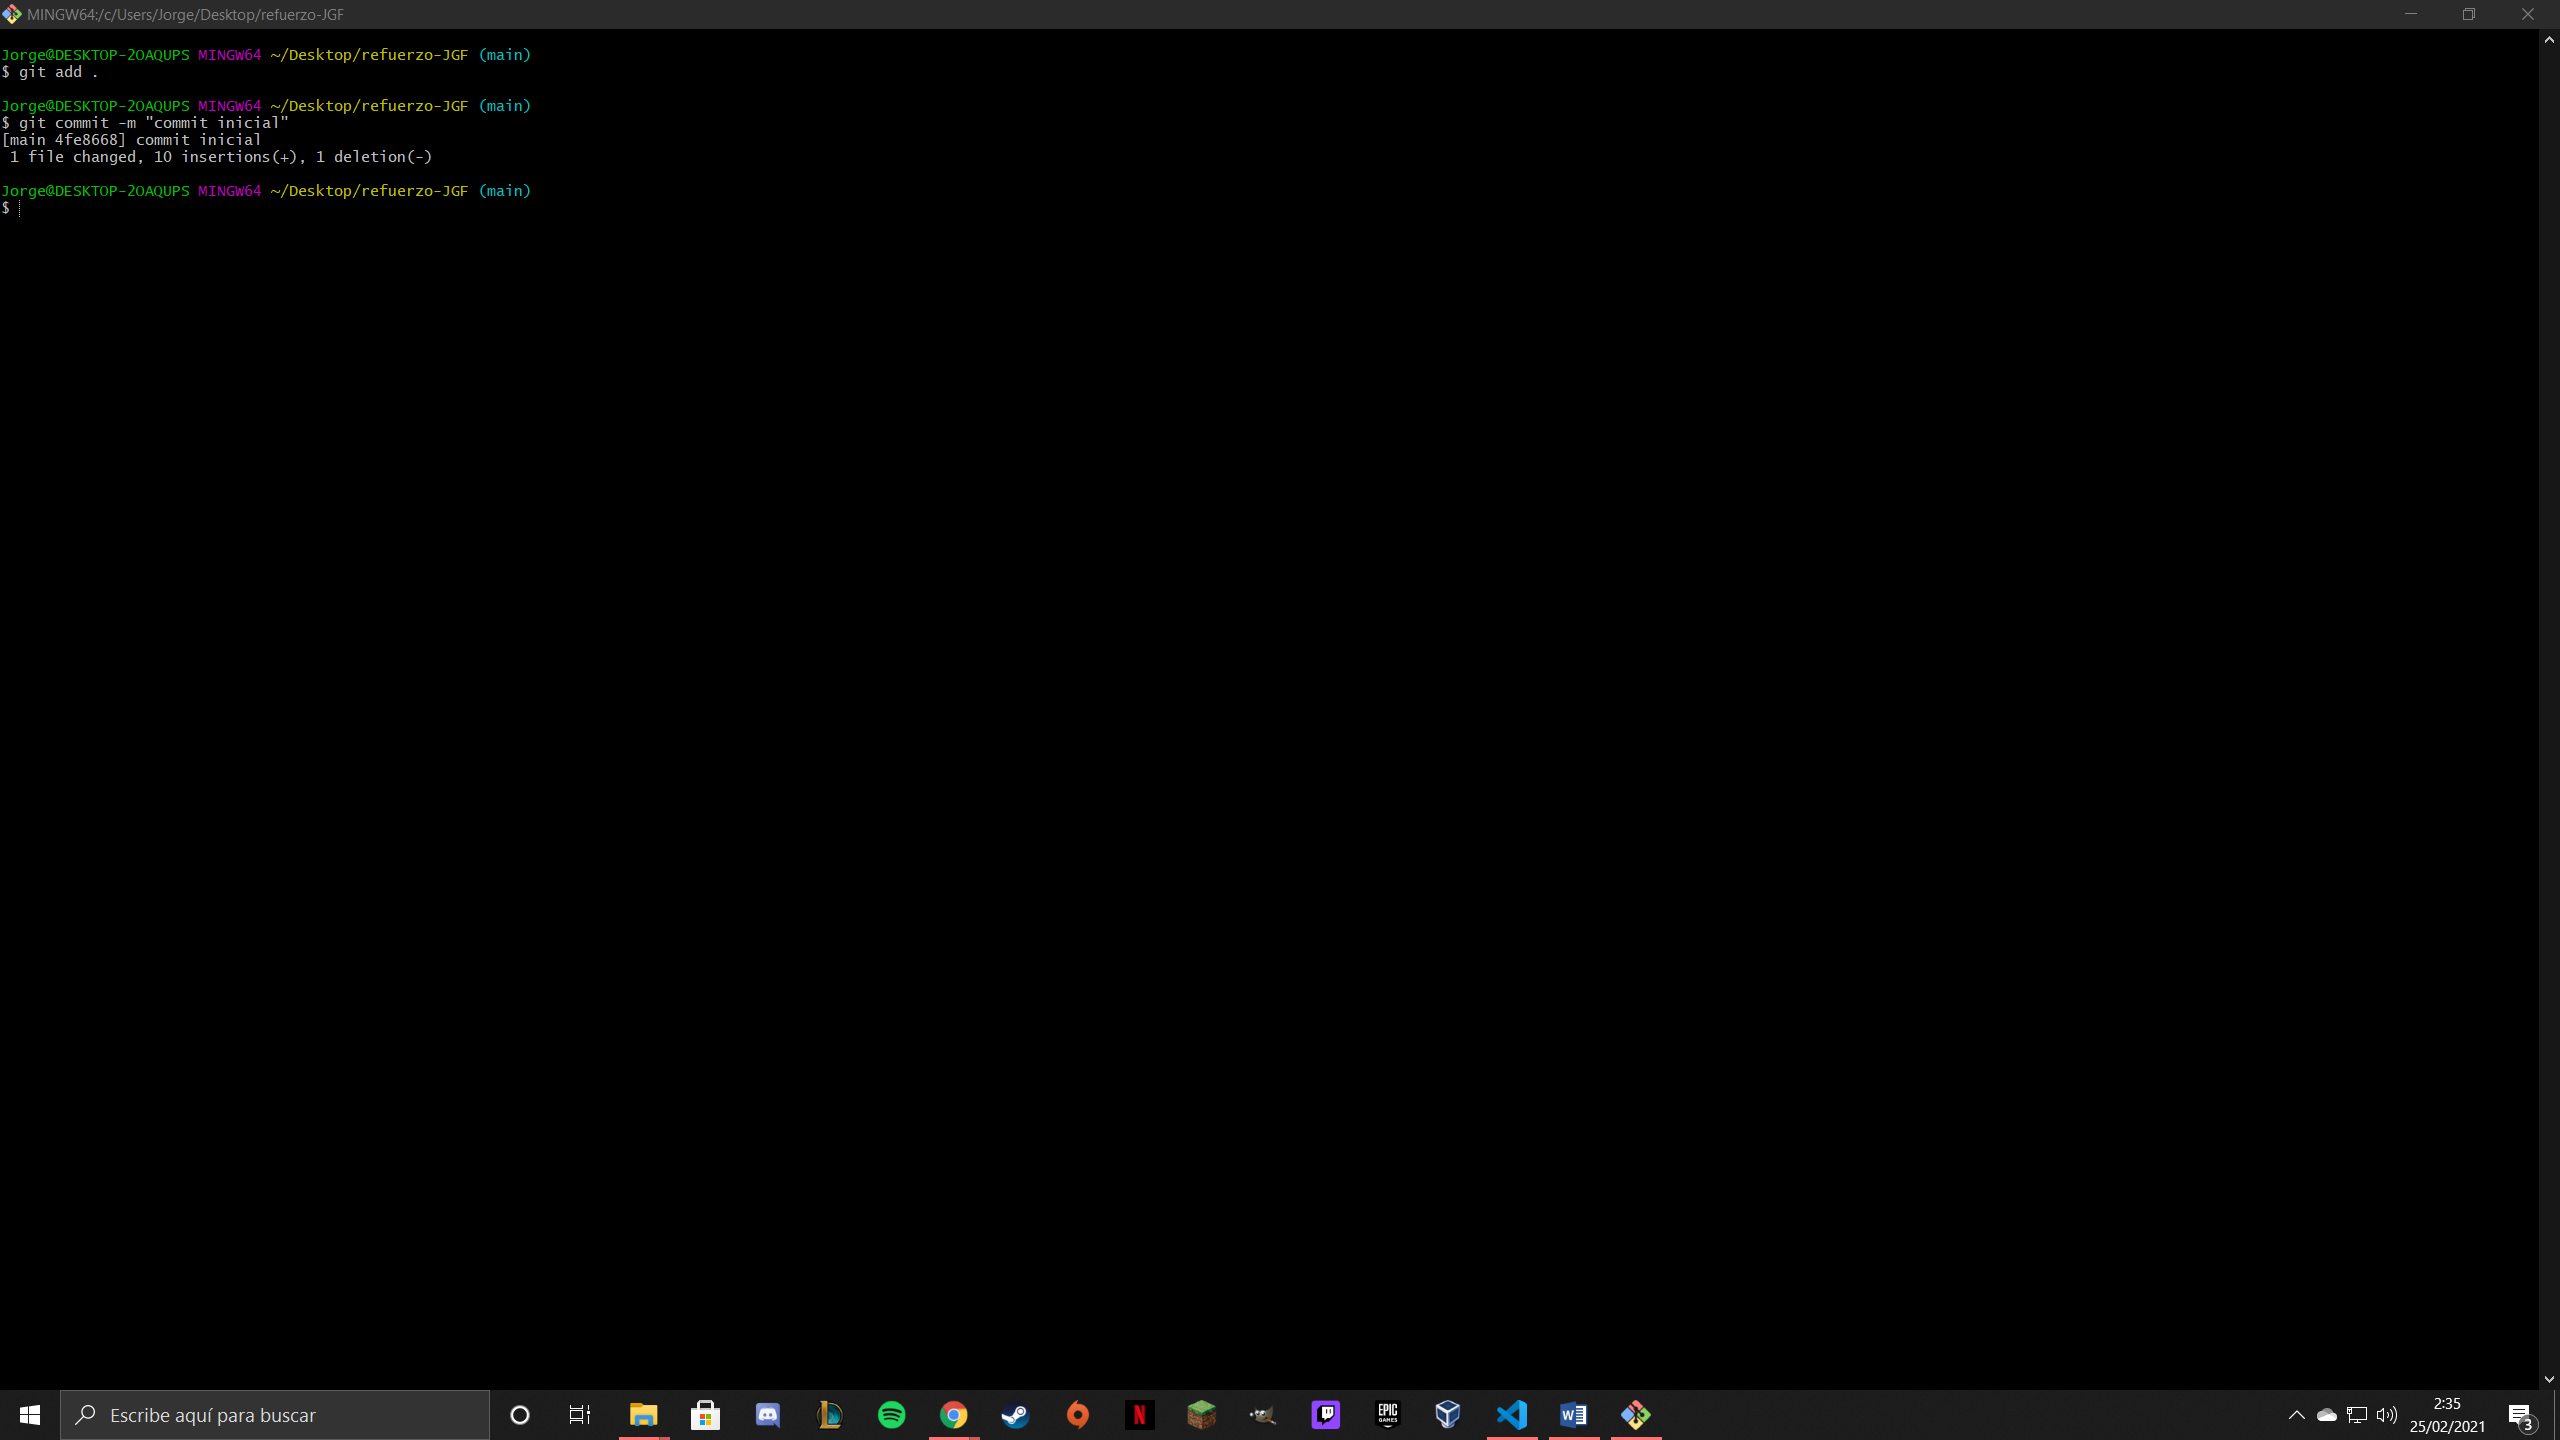 MINGW64:/c/Users/Jorge/Desktop/refuerzo-JGF
Jorge@DESKTOP-2OAQUPS MINGW64 ~/Desktop/refuerzo-JGF (main)
$ git add .
Jorge@DESKTOP-2OAQUPS MINGW64 ~/Desktop/refuerzo-JGF (main)
$ git commit -m "commit inicial"
[main 4fe8668] commit inicial
1 file changed, 10 insertions(+), 1 deletion(-)
Jorge@DESKTOP-2OAQUPS MINGW64 ~/Desktop/refuerzo-JGF (main)
$
Escribe aquí para buscar
EPIC
GAMES
2:35
25/02/2021
3